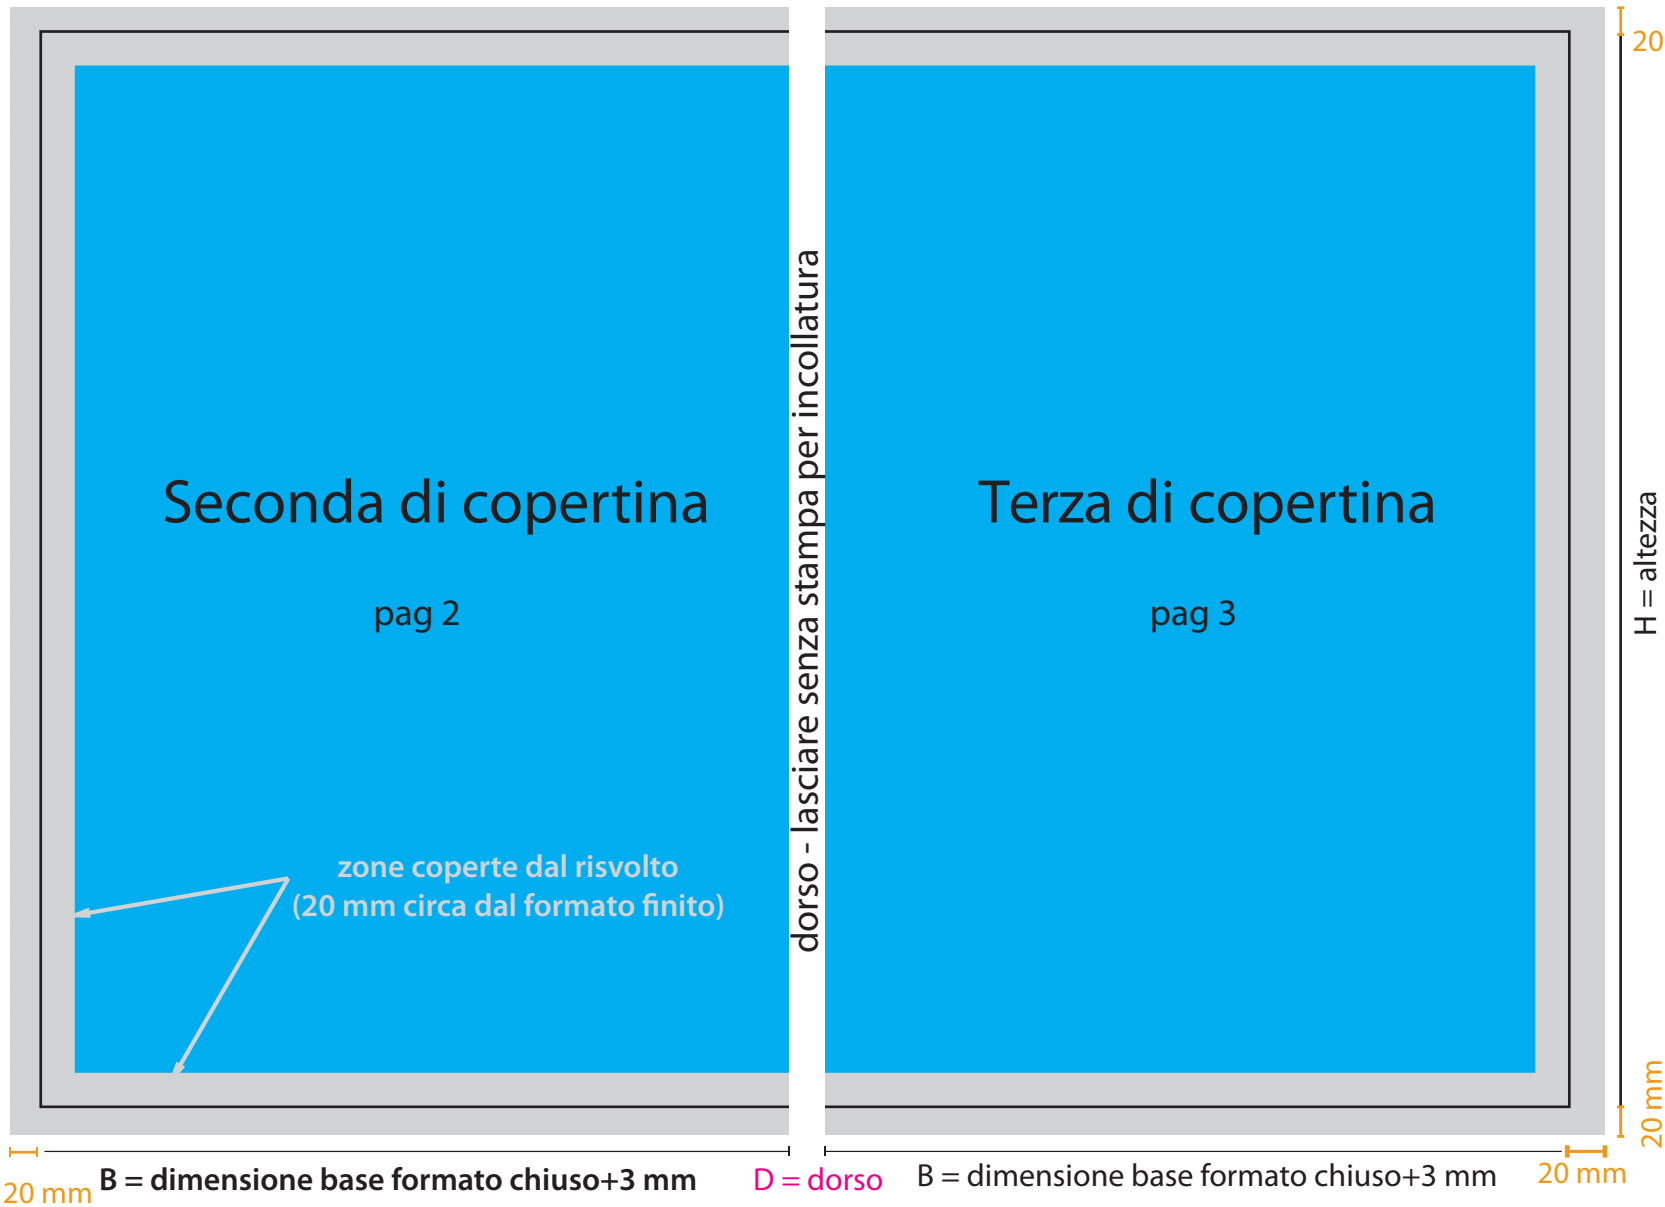 20
Seconda di copertina
pag 2
dorso - lasciare senza stampa per incollatura
Terza di copertina
pag 3
H = altezza
zone coperte dal risvolto
(20 mm circa dal formato finito)
20 mm
20 mm
B = dimensione base formato chiuso+3 mm
D = dorso
B = dimensione base formato chiuso+3 mm
20 mm